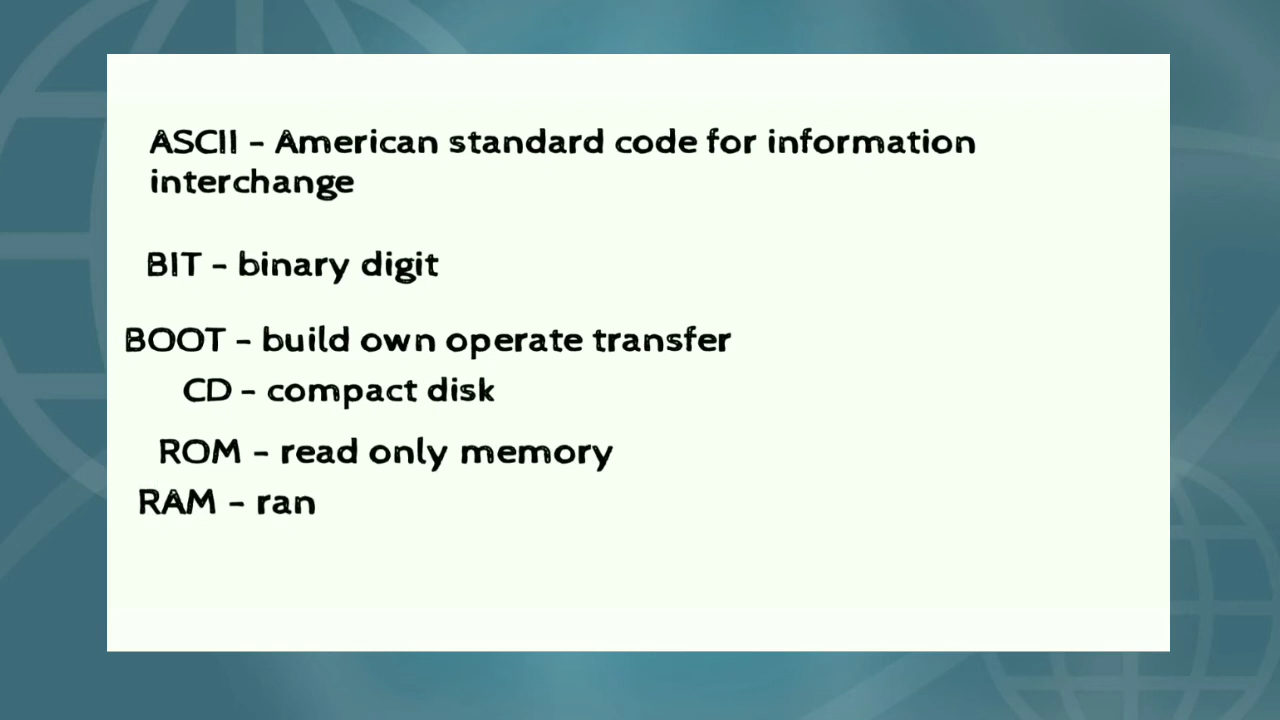 ASCII - American standard code for information
interchange
BIT - binary digit
BOOT - build own operate transfer
CD - compact disk
ROM - read only memory
RAM - ran